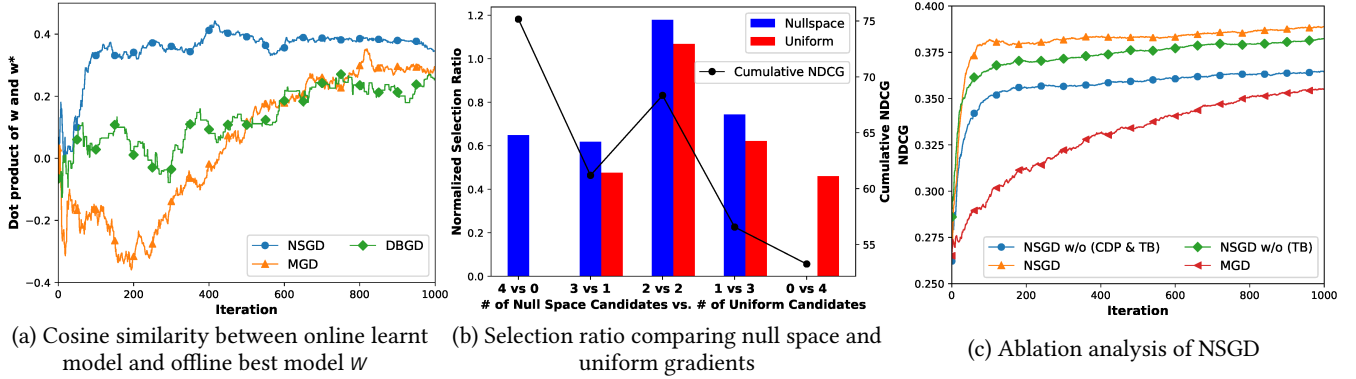 Dot product of w and w*
0.4
0.2
0.0
−0.2
−0.4
0 200 400 600 800 1000
Iteration
NSGD
MGD
DBGD
(a) Cosine similarity between online learnt
model and offline best model W
Normalized Selection Ratio
1.2
1.0
0.8
0.6
0.4
0.2
0.0
Nullspace
Uniform
Cumulative NDCG
75
70
65
60
55
Cumulative NDCG
4 vs 0 3 vs 1 2 vs 2 1 vs 3 0 vs 4
# of Null Space Candidates vs. # of Uniform Candidates
(b) Selection ratio comparing null space and
uniform gradients
NDCG
0.400
0.375
0.350
0.325
0.300
0.275
0.250
0 200 400 600 800 1000
Iteration
NSGD w/o (CDP & TB)
NSGD
NSGD w/o (TB)
MGD
(c) Ablation analysis of NSGD